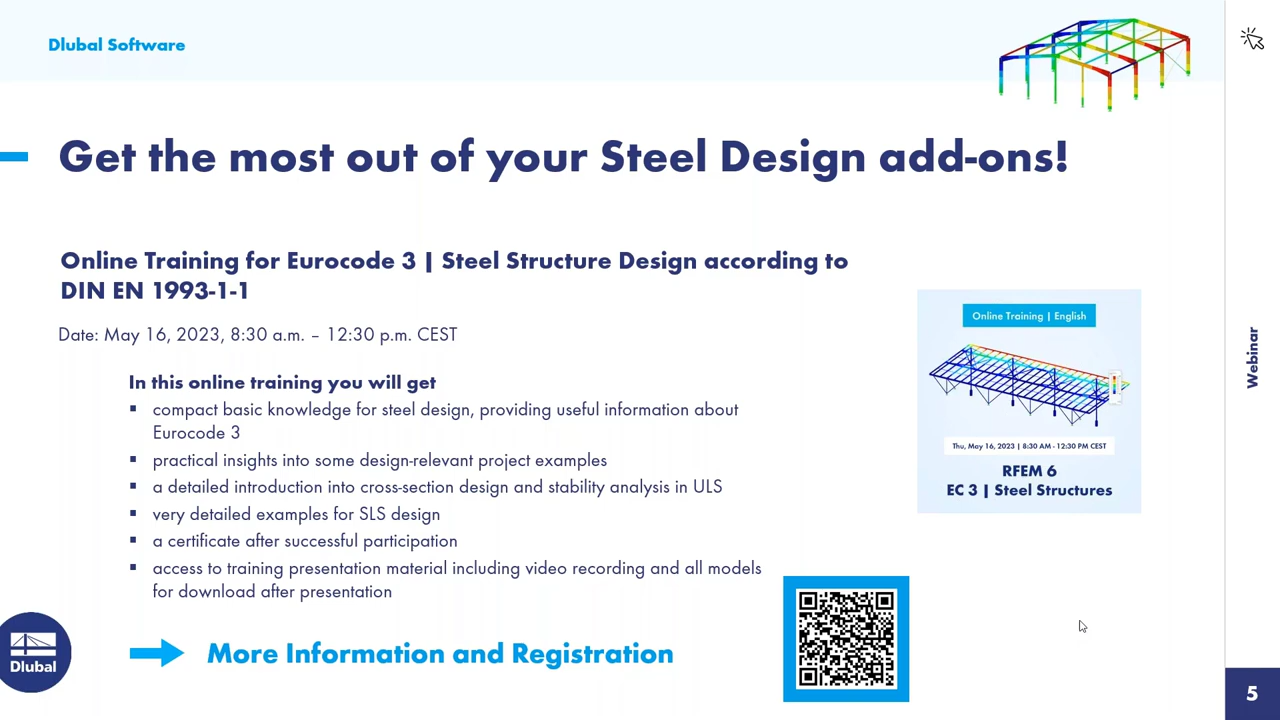 Dlubal Software
Get the most out of your Steel Design add-ons!
Online Training for Eurocode 3 | Steel Structure Design according to
DIN EN 1993-1-1
Date: May 16, 2023, 8:30 a.m. – 12:30 p.m. CEST
In this online training you will get
▪ compact basic knowledge for steel design, providing useful information about
Eurocode 3
▪ practical insights into some design-relevant project examples
▪ a detailed introduction into cross-section design and stability analysis in ULS
▪ very detailed examples for SLS design
▪ a certificate after successful participation
▪ access to training presentation material including video recording and all models
for download after presentation
More Information and Registration
Online Training | English
Thu, May 16, 2023 | 8:30 AM - 12:30 PM CEST
RFEM 6
EC 3 | Steel Structures
Dlubal
Webinar
5